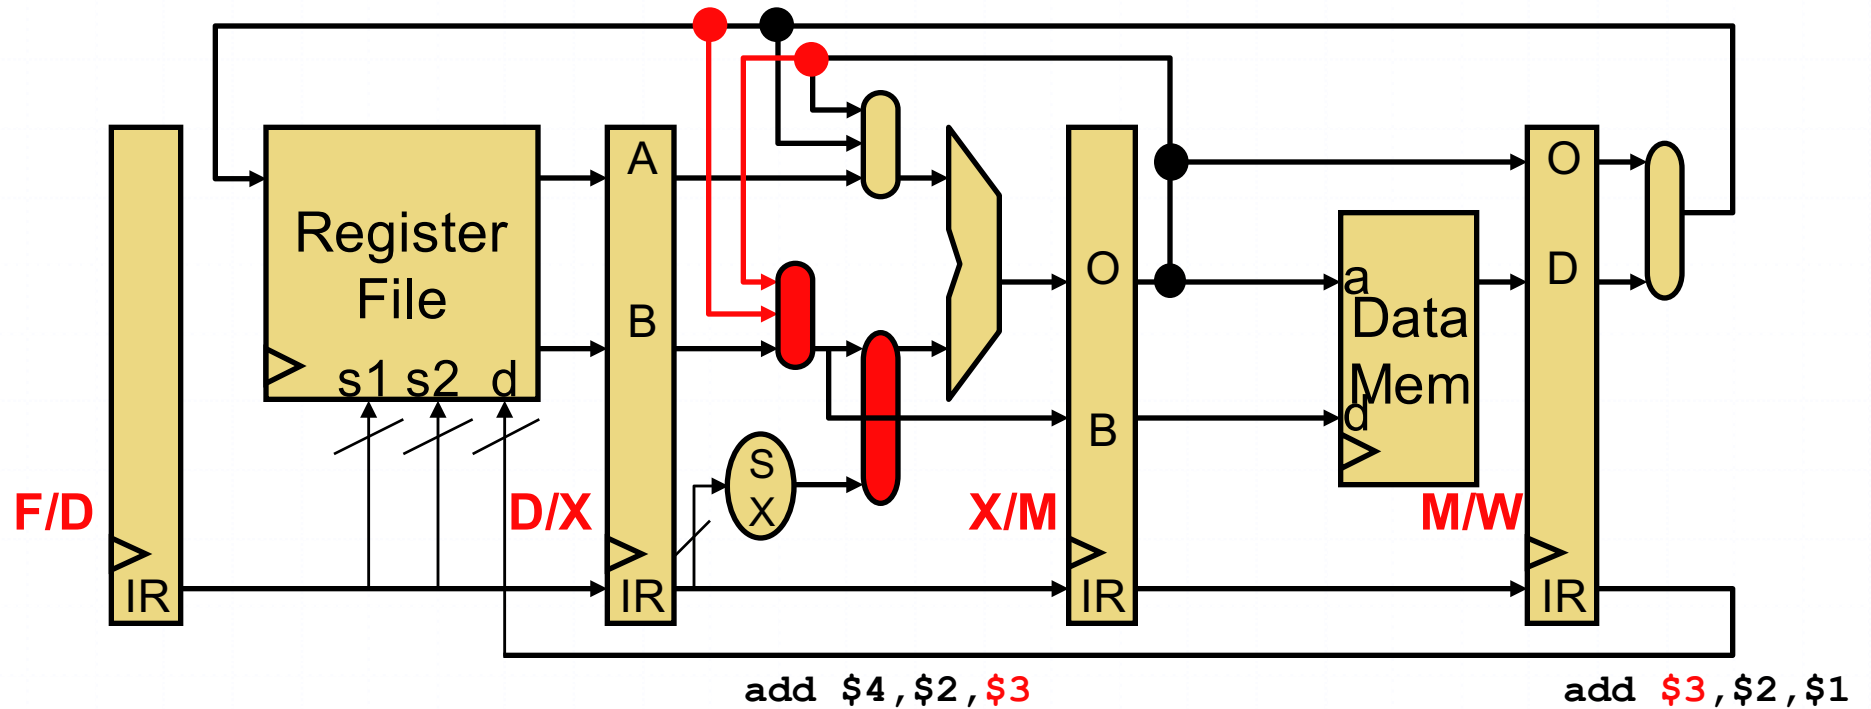 A
O
Register
File
O
D
B
a
Data
Mem
d
s1 s2 d
B
S
X
F/D
D/X
X/M
M/W
IR
IR
IR
IR
add $4,$2,$3
add $3,$2,$1